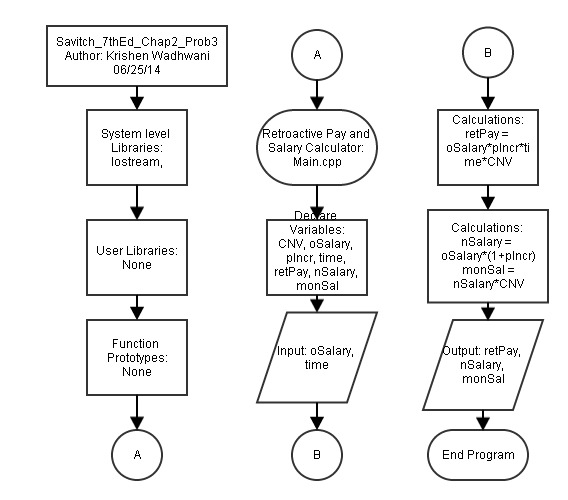 Savitch_7thEd_Chap2_Prob3
Author: Krishen Wadhwani
06/25/14
System level
Libraries:
Iostream,
User Libraries:
None
Function
Prototypes:
None
A
A
Retroactive Pay and
Salary Calculator:
Main.cpp
Declare
Variables:
CNV, oSalary,
pIncr, time,
retPay, nSalary,
monSal
Input: oSalary,
time
B
B
Calculations:
retPay =
oSalary*pIncr*ti
me*CNV
Calculations:
nSalary =
oSalary*(1+pIncr)
monSal =
nSalary*CNV
Output: retPay,
nSalary,
monSal
End Program